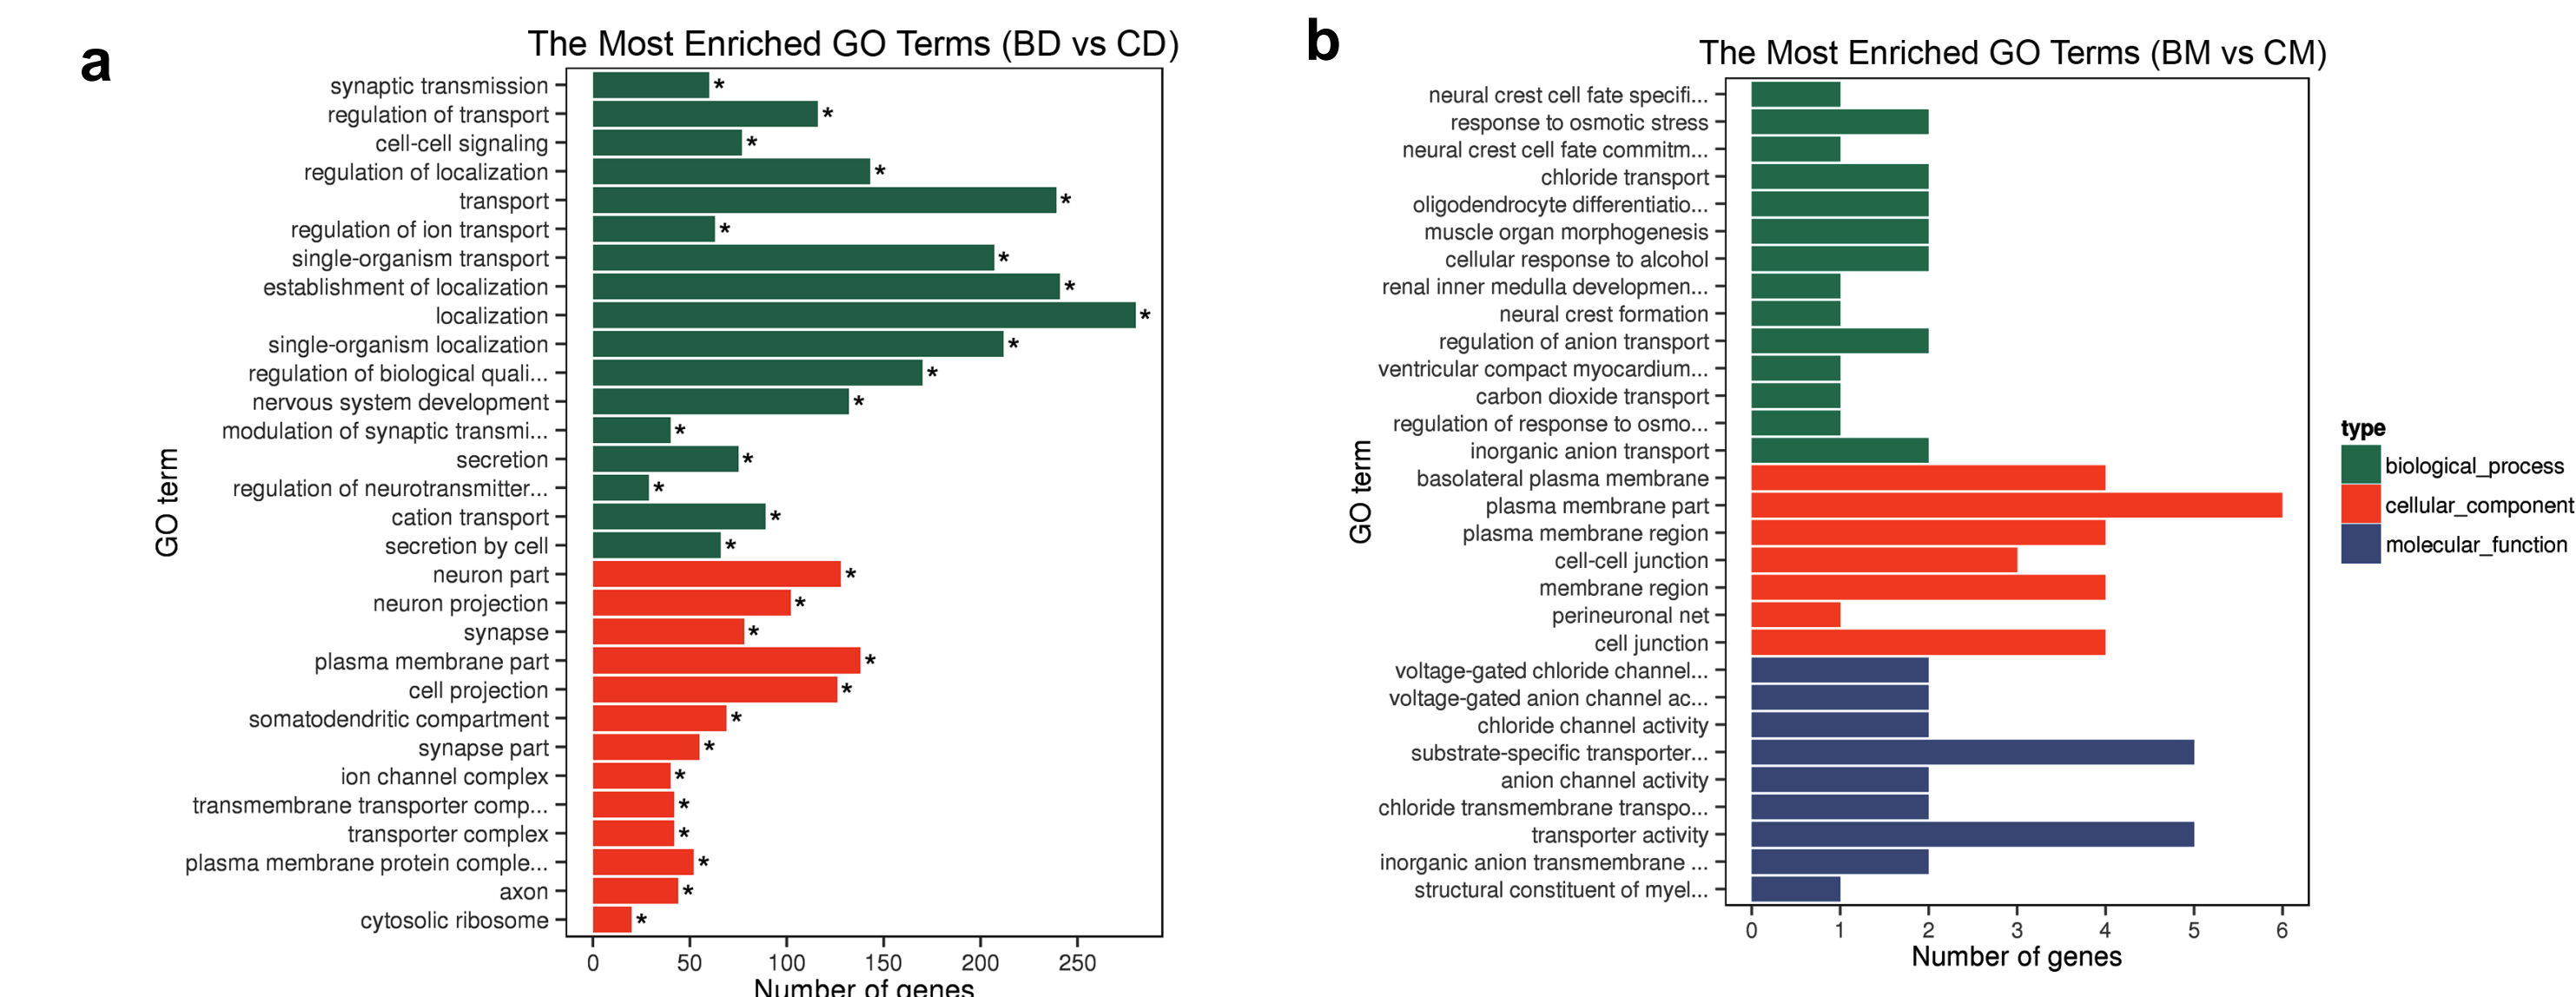 a
The Most Enriched GO Terms (BD vs CD)
synaptic transmission *
regulation of transport *
cell-cell signaling *
regulation of localization *
transport *
regulation of ion transport *
single-organism transport *
establishment of localization *
localization *
single-organism localization *
regulation of biological quali... *
nervous system development *
modulation of synaptic transmi... *
secretion *
regulation of neurotransmitter... *
cation transport *
secretion by cell *
neuron part *
neuron projection *
synapse *
plasma membrane part *
cell projection *
somatodendritic compartment *
synapse part *
ion channel complex *
transmembrane transporter comp... *
transporter complex *
plasma membrane protein comple... *
axon *
cytosolic ribosome *
GO term
0 50 100 150 200 250
Number of genes
b
The Most Enriched GO Terms (BM vs CM)
neural crest cell fate specifi...
response to osmotic stress
neural crest cell fate commitm...
chloride transport
oligodendrocyte differentiatio...
muscle organ morphogenesis
cellular response to alcohol
renal inner medulla developmen...
neural crest formation
regulation of anion transport
ventricular compact myocardium...
carbon dioxide transport
regulation of response to osmo...
inorganic anion transport
basolateral plasma membrane
plasma membrane part
plasma membrane region
cell-cell junction
membrane region
perineuronal net
cell junction
voltage-gated chloride channel...
voltage-gated anion channel ac...
chloride channel activity
substrate-specific transporter...
anion channel activity
chloride transmembrane transpo...
transporter activity
inorganic anion transmembrane ...
structural constituent of myel...
GO term
0 1 2 3 4 5 6
Number of genes
type
biological_process
cellular_component
molecular_function